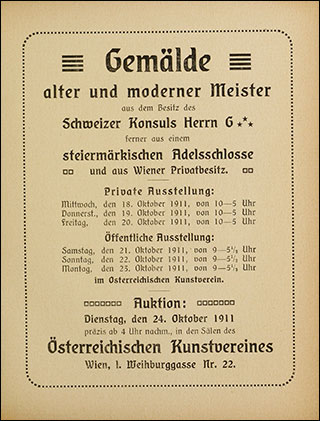 Gemälde
alter und moderner Meister
aus dem Besitz des
Schweizer Konsuls Herrn G ***
ferner aus einem
steiermärkischen Adelsschlosse
und aus Wiener Privatbesitz.
Private Ausstellung:
Mittwoch, den 18. Oktober 1911, von 10—5 Uhr
Donnerst., den 19. Oktober 1911, von 10—5 Uhr
Freitag, den 20. Oktober 1911, von 10—5 Uhr
Öffentliche Ausstellung:
Samstag, den 21. Oktober 1911, von 9—5½ Uhr
Sonntag, den 22. Oktober 1911, von 9—5½ Uhr
Montag, den 23. Oktober 1911, von 9—5½ Uhr
im Österreichischen Kunstverein.
Auktion:
Dienstag, den 24. Oktober 1911
präzis ab 4 Uhr nachm., in den Sälen des
Österreichischen Kunstvereines
Wien, I. Weihburggasse Nr. 22.